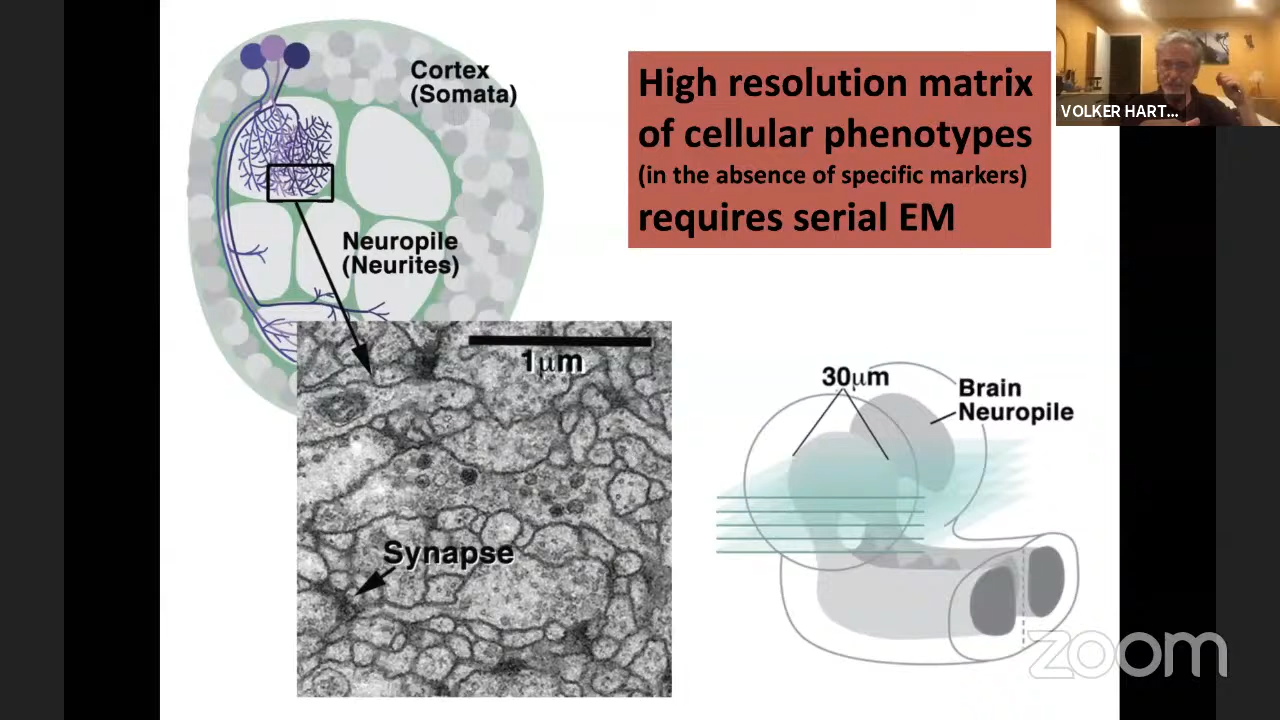 Cortex
(Somata)
High resolution matrix
of cellular phenotypes
(in the absence of specific markers)
requires serial EM
VOLKER HART...
Neuropile
(Neurites)
1μm
Synapse
30μm
Brain
Neuropile
zoom